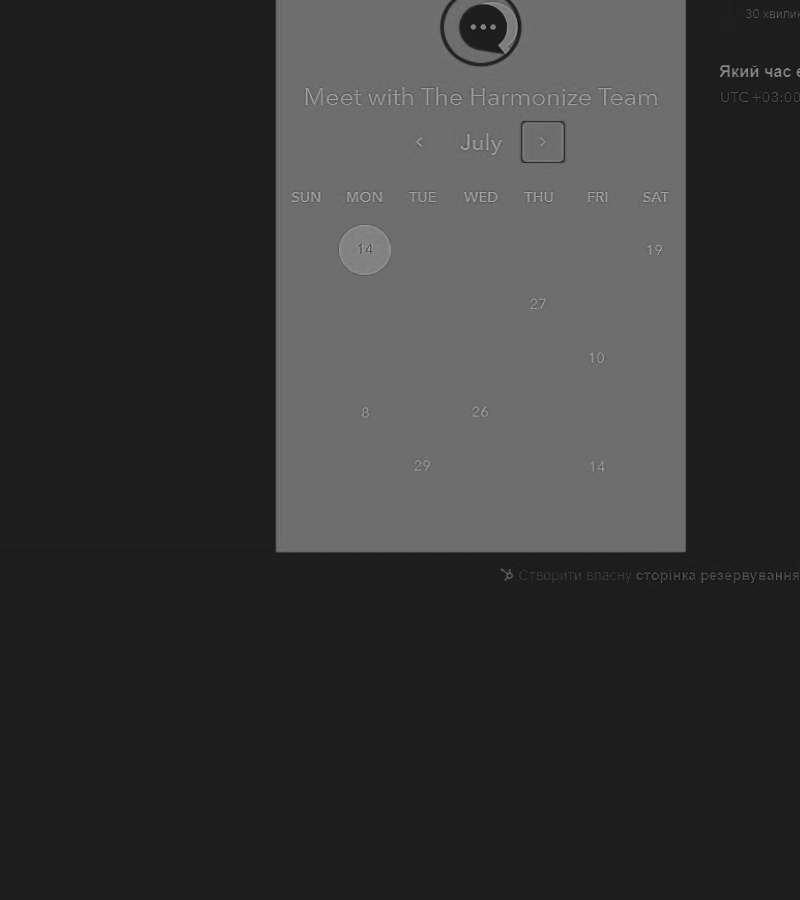 30 хвилин
Meet with The Harmonize Team
Який час
UTC +03:00
July
SUN MON TUE WED THU FRI SAT
14 19
27
10
8 26
29 14
Створити власну сторінка резервування